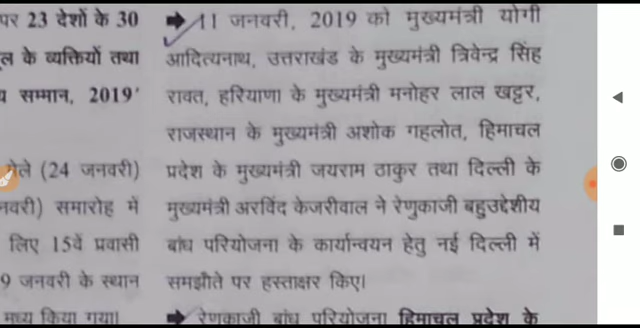 पर 23 देशों के 30
ल के व्यक्तियों तथा
य सम्मान, 2019'
मेले (24 जनवरी)
नवरी) समारोह में
लिए 15वें प्रवासी
9 जनवरी के स्थान
मध्य किया गया।
➡ 11 जनवरी, 2019 को मुख्यमंत्री योगी
आदित्यनाथ, उत्तराखंड के मुख्यमंत्री त्रिवेन्द्र सिंह
रावत, हरियाणा के मुख्यमंत्री मनोहर लाल खट्टर,
राजस्थान के मुख्यमंत्री अशोक गहलोत, हिमाचल
प्रदेश के मुख्यमंत्री जयराम ठाकुर तथा दिल्ली के
मुख्यमंत्री अरविंद केजरीवाल ने रेणुकाजी बहुउद्देशीय
बांध परियोजना के कार्यान्वयन हेतु नई दिल्ली में
समझौते पर हस्ताक्षर किए।
➡ रेणुकाजी बांध परियोजना हिमाचल प्रदेश के